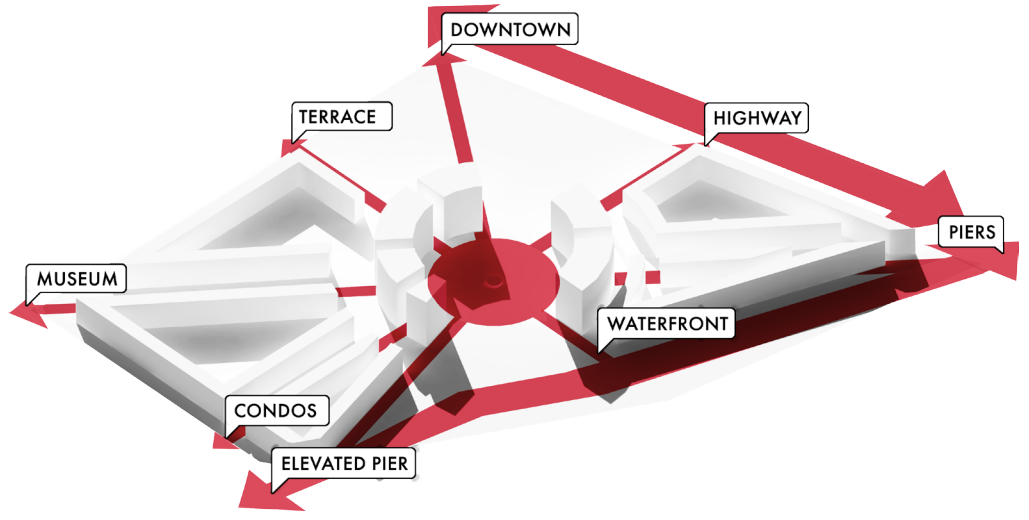 DOWNTOWN
TERRACE
HIGHWAY
PIERS
MUSEUM
WATERFRONT
CONDOS
ELEVATED PIER